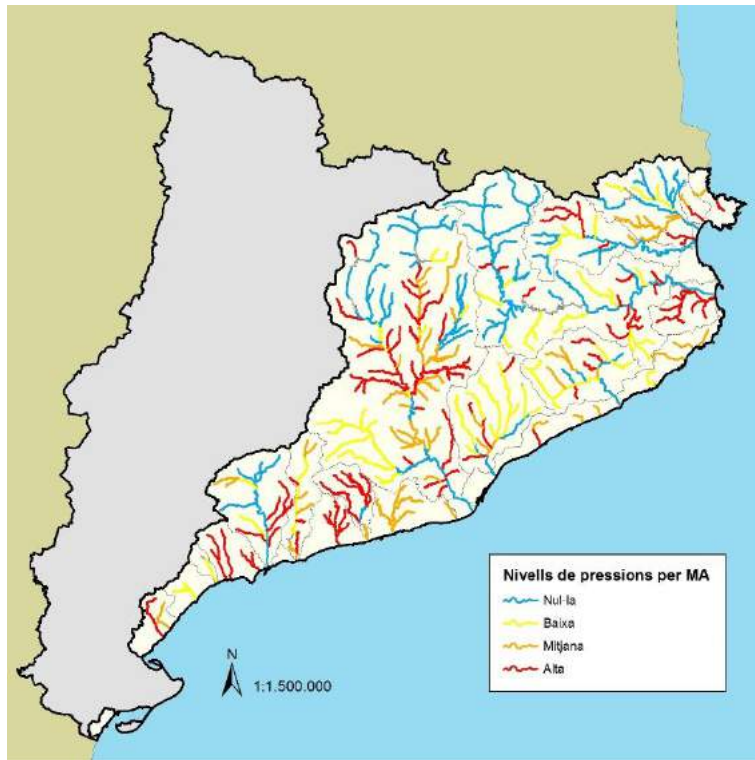 Nivells de pressions per MA
Nul·la
Baixa
Mitjana
Alta
N
1:1.500.000